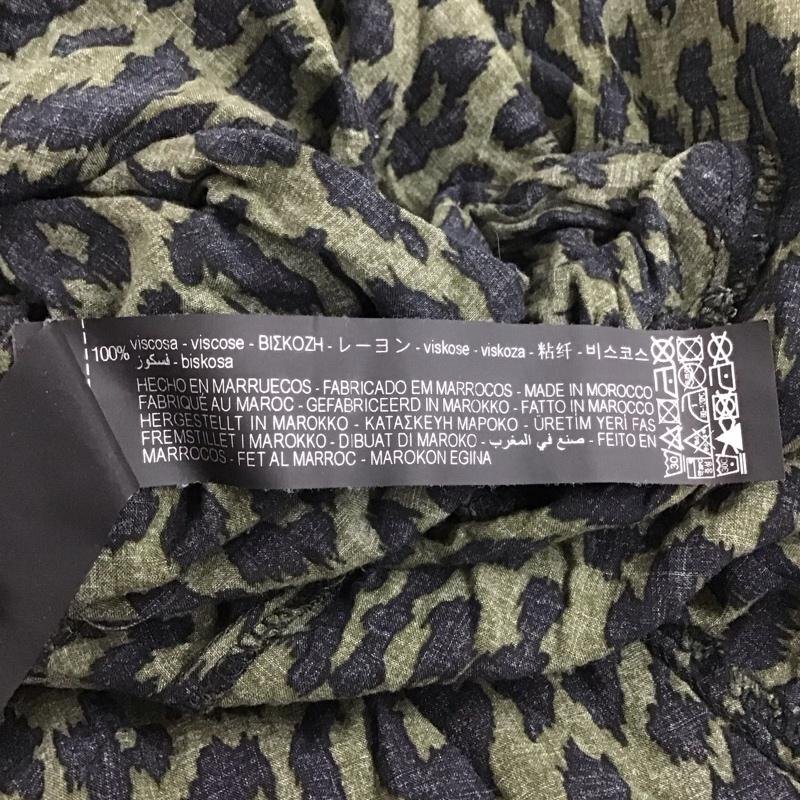 100% viscosa - viscose - ΒΙΣΚΟΖΗ - レーヨン - viskose - viskoza - 粘纤 - 비스코스
فسكوز - biskosa
HECHO EN MARRUECOS - FABRICADO EM MARROCOS - MADE IN MOROCCO
FABRIQUÉ AU MAROC - GEFABRICEERD IN MAROKKO - FATTO IN MAROCCO
HERGESTELLT IN MAROKKO - ΚΑΤΑΣΚΕΥΗ ΜΑΡΟΚΟ - ÜRETİM YERİ FAS
FREMSTILLET I MAROKKO - DIBUAT DI MAROKO - صنع في المغرب - FEITO EN
MARROCOS - FET AL MARROC - MAROKON EGINA